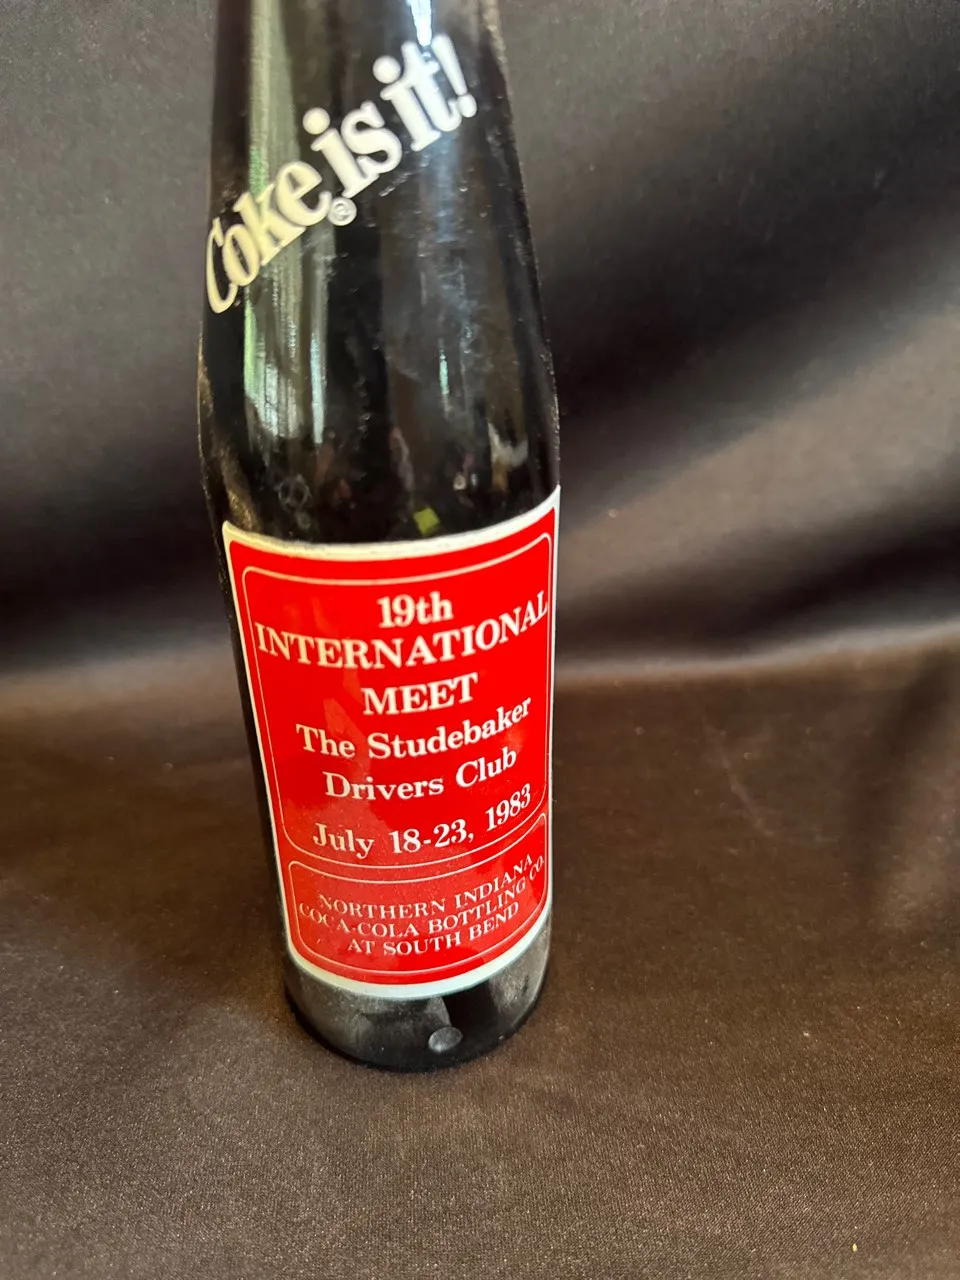 Coke® is it!
19th
INTERNATIONAL
MEET
The Studebaker
Drivers Club
July 18-23, 1983
NORTHERN INDIANA
COCA-COLA BOTTLING CO.
AT SOUTH BEND